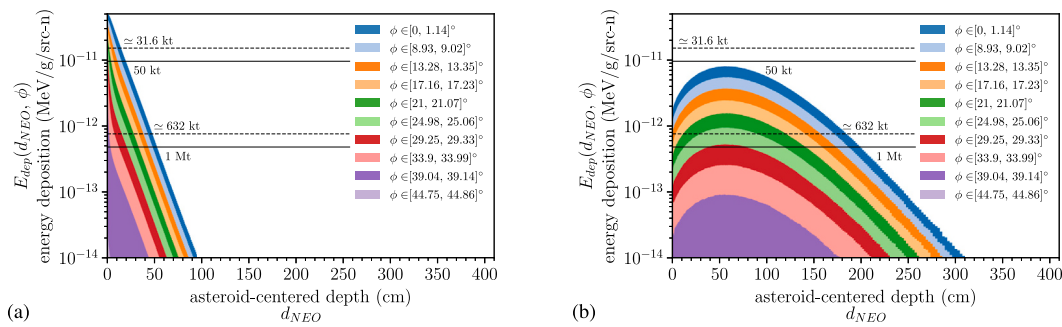 10⁻¹¹
10⁻¹²
10⁻¹³
10⁻¹⁴
E_dep(d_NEO, ϕ)
energy deposition (MeV/g/src-n)
≃ 31.6 kt
50 kt
≃ 632 kt
1 Mt
ϕ ∈[0, 1.14]°
ϕ ∈[8.93, 9.02]°
ϕ ∈[13.28, 13.35]°
ϕ ∈[17.16, 17.23]°
ϕ ∈[21, 21.07]°
ϕ ∈[24.98, 25.06]°
ϕ ∈[29.25, 29.33]°
ϕ ∈[33.9, 33.99]°
ϕ ∈[39.04, 39.14]°
ϕ ∈[44.75, 44.86]°
0 50 100 150 200 250 300 350 400
asteroid-centered depth (cm)
d_NEO
(a)
10⁻¹¹
10⁻¹²
10⁻¹³
10⁻¹⁴
E_dep(d_NEO, ϕ)
energy deposition (MeV/g/src-n)
≃ 31.6 kt
50 kt
≃ 632 kt
1 Mt
ϕ ∈[0, 1.14]°
ϕ ∈[8.93, 9.02]°
ϕ ∈[13.28, 13.35]°
ϕ ∈[17.16, 17.23]°
ϕ ∈[21, 21.07]°
ϕ ∈[24.98, 25.06]°
ϕ ∈[29.25, 29.33]°
ϕ ∈[33.9, 33.99]°
ϕ ∈[39.04, 39.14]°
ϕ ∈[44.75, 44.86]°
0 50 100 150 200 250 300 350 400
asteroid-centered depth (cm)
d_NEO
(b)